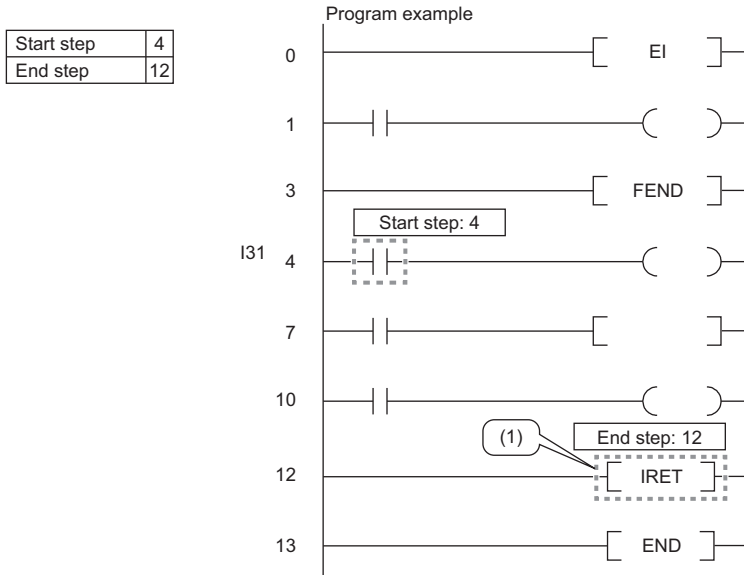 Program example
Start step 4
End step 12
0 EI
1
3 FEND
Start step: 4
I31 4
7
10
(1) End step: 12
12 IRET
13 END